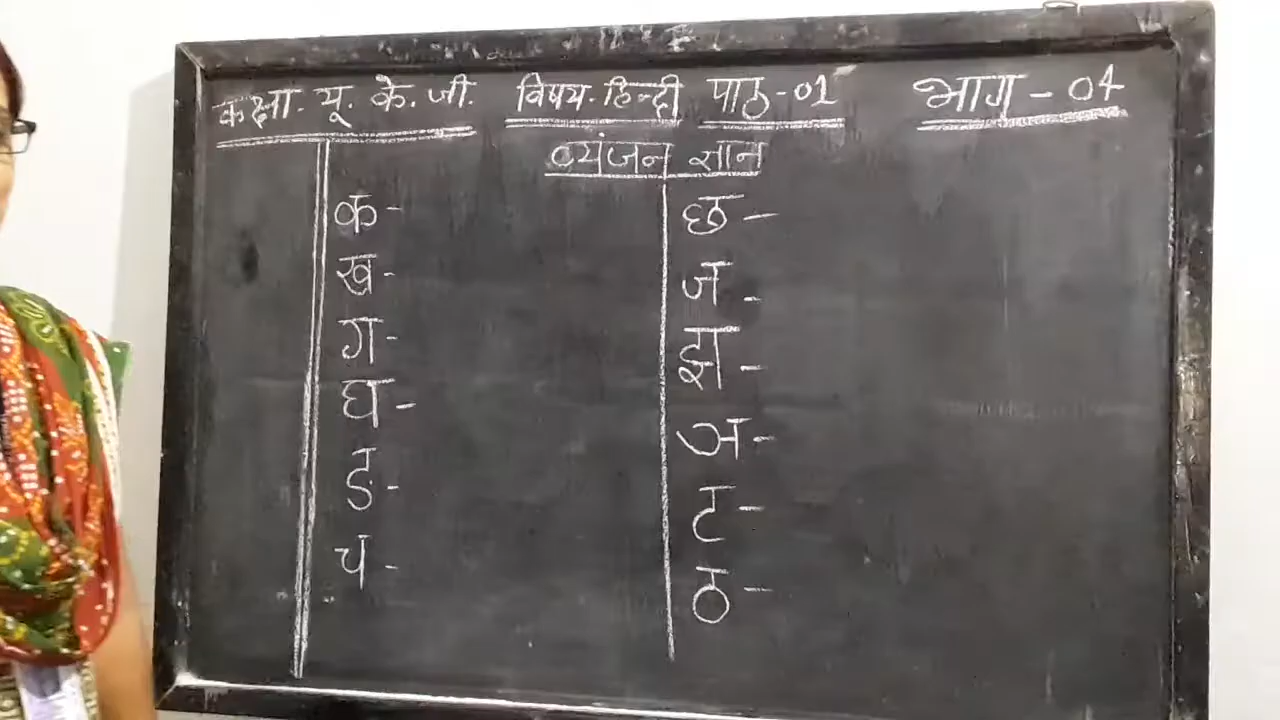 कक्षा. यू. के. जी. विषय. हिन्दी पाठ-01 भाग - 04
व्यंजन ज्ञान
क-
ख-
ग-
घ-
ङ-
च-
छ-
ज-
झ-
ञ-
ट-
ठ-